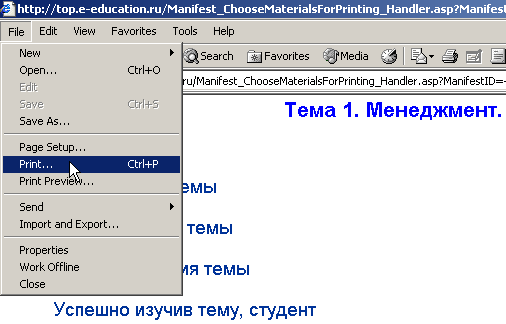 http://top.e-education.ru/Manifest_ChooseMaterialsForPrinting_Handler.asp?Manifest
File Edit View Favorites Tools Help
Search Favorites Media
ru/Manifest_ChooseMaterialsForPrinting_Handler.asp?ManifestID=-
New
Open... Ctrl+O
Edit
Save Ctrl+S
Save As...
Page Setup...
Print... Ctrl+P
Print Preview...
Send
Import and Export...
Properties
Work Offline
Close
Тема 1. Менеджмент.
емы
темы
ия темы
Успешно изучив тему, студент